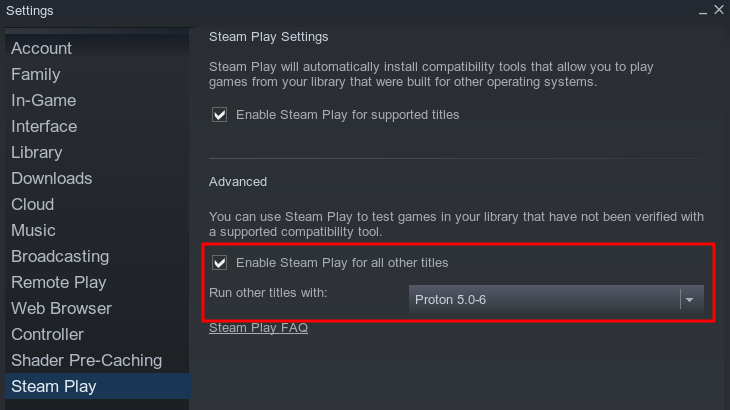 Settings
Account
Family
In-Game
Interface
Library
Downloads
Cloud
Music
Broadcasting
Remote Play
Web Browser
Controller
Shader Pre-Caching
Steam Play
Steam Play Settings
Steam Play will automatically install compatibility tools that allow you to play
games from your library that were built for other operating systems.
Enable Steam Play for supported titles
Advanced
You can use Steam Play to test games in your library that have not been verified with
a supported compatibility tool.
Enable Steam Play for all other titles
Run other titles with:
Proton 5.0-6
Steam Play FAQ